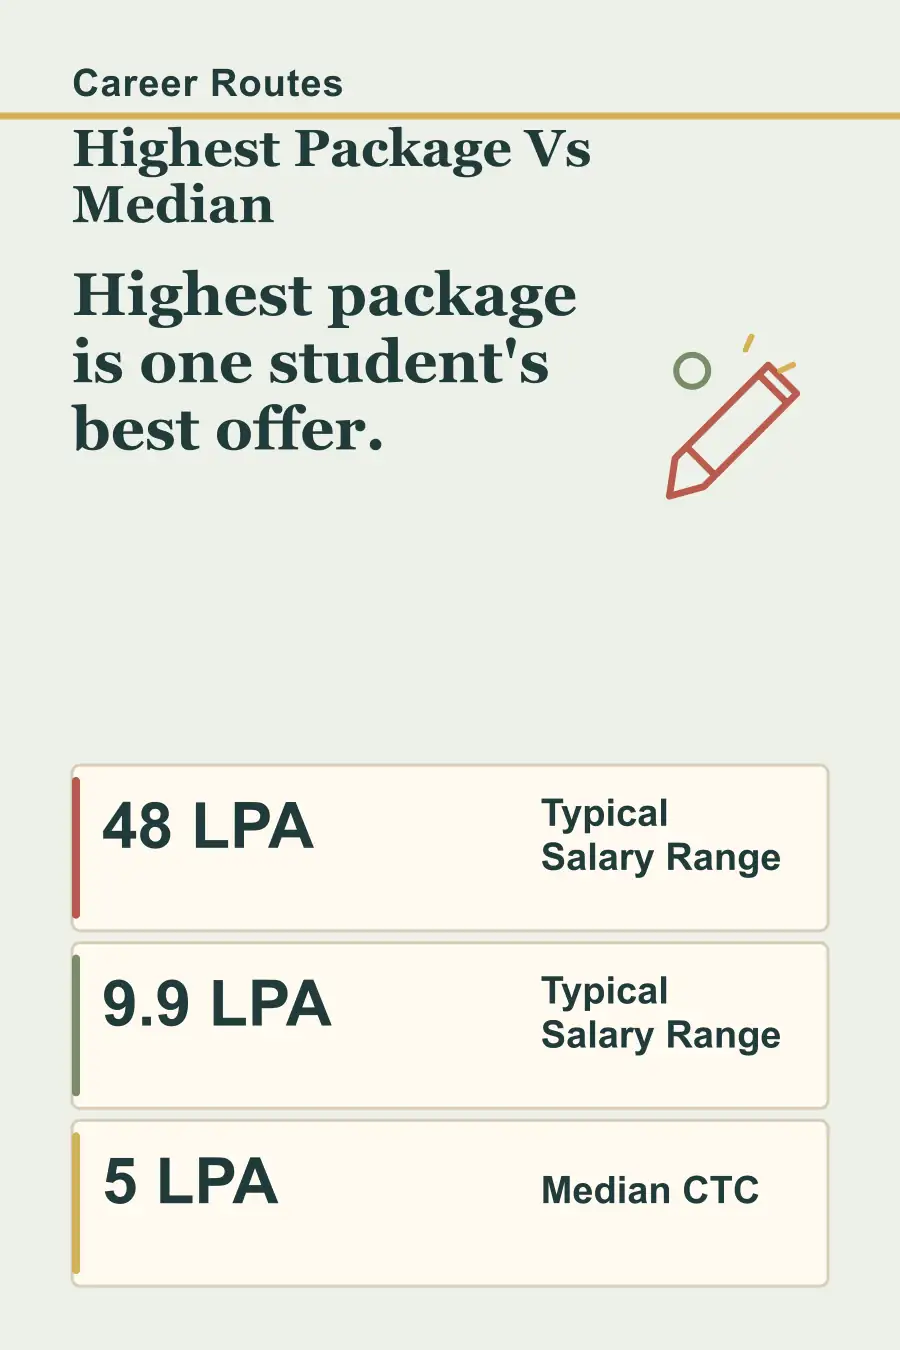 Career Routes
Highest Package Vs
Median
Highest package
is one student's
best offer.
48 LPA
Typical
Salary Range
9.9 LPA
Typical
Salary Range
5 LPA
Median CTC